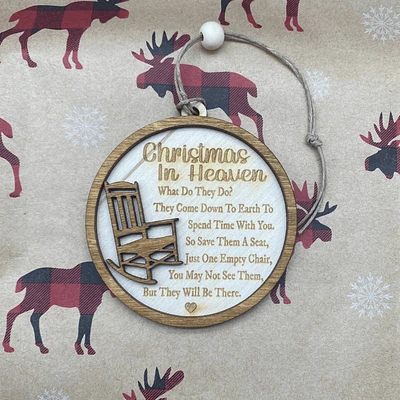 Christmas
In Heaven
What Do They Do?
They Come Down To Earth To
Spend Time With You.
So Save Them A Seat,
Just One Empty Chair,
You May Not See Them,
But They Will Be There.